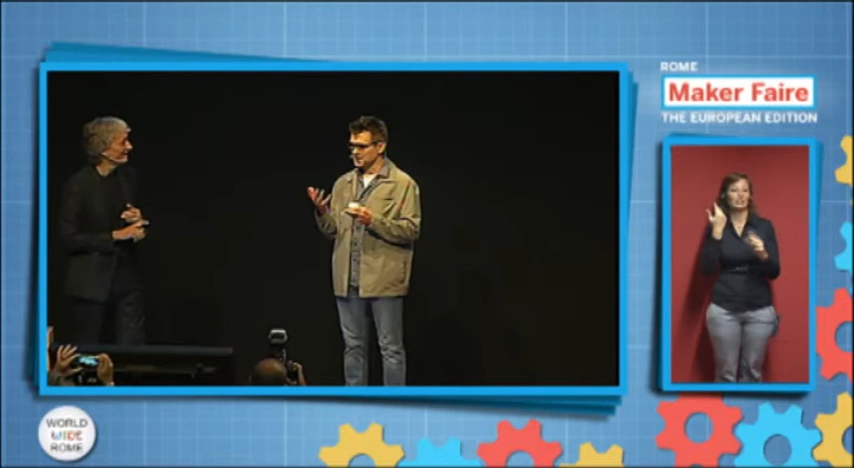 ROME
Maker Faire
THE EUROPEAN EDITION
WORLD
WIDE
ROME